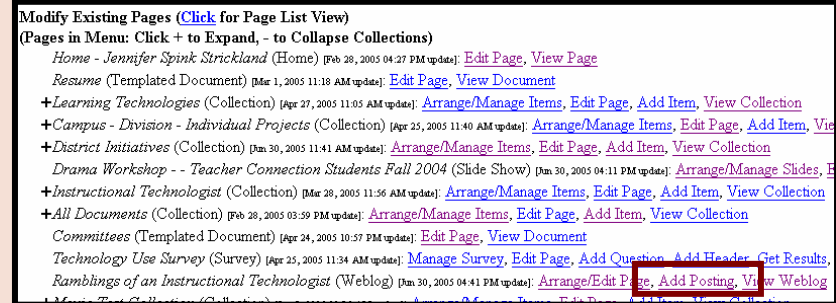 Modify Existing Pages (Click for Page List View)
(Pages in Menu: Click + to Expand, - to Collapse Collections)
Home - Jennifer Spink Strickland (Home) [Feb 28, 2005 04:27 PM update]: Edit Page, View Page
Resume (Templated Document) [Mar 1, 2005 11:18 AM update]: Edit Page, View Document
+Learning Technologies (Collection) [Apr 27, 2005 11:05 AM update]: Arrange/Manage Items, Edit Page, Add Item, View Collection
+Campus - Division - Individual Projects (Collection) [Apr 25, 2005 11:40 AM update]: Arrange/Manage Items, Edit Page, Add Item, Vie
+District Initiatives (Collection) [Jun 30, 2005 11:41 AM update]: Arrange/Manage Items, Edit Page, Add Item, View Collection
Drama Workshop - - Teacher Connection Students Fall 2004 (Slide Show) [Jun 30, 2005 04:11 PM update]: Arrange/Manage Slides, E
+Instructional Technologist (Collection) [Mar 28, 2005 11:56 AM update]: Arrange/Manage Items, Edit Page, Add Item, View Collection
+All Documents (Collection) [Feb 28, 2005 03:59 PM update]: Arrange/Manage Items, Edit Page, Add Item, View Collection
Committees (Templated Document) [Apr 24, 2005 10:57 PM update]: Edit Page, View Document
Technology Use Survey (Survey) [Apr 25, 2005 11:34 AM update]: Manage Survey, Edit Page, Add Question, Add Header, Get Results,
Ramblings of an Instructional Technologist (Weblog) [Jun 30, 2005 04:41 PM update]: Arrange/Edit Page, Add Posting, View Weblog